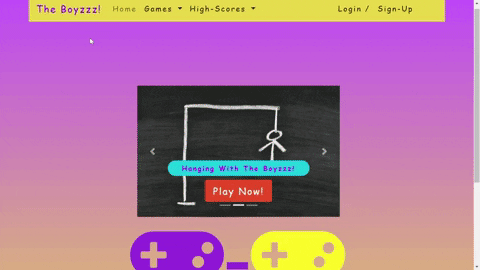 The Boyzzz! Home Games High-Scores Login / Sign-Up
Hanging With The Boyzzz!
Play Now!